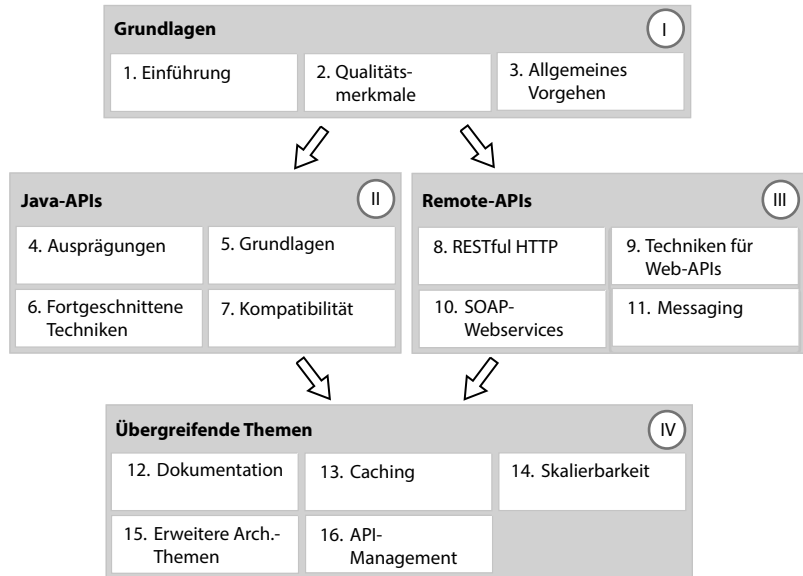 Grundlagen
I
1. Einführung
2. Qualitäts-
merkmale
3. Allgemeines
Vorgehen
Java-APIs
II
4. Ausprägungen
5. Grundlagen
6. Fortgeschnittene
Techniken
7. Kompatibilität
Remote-APIs
III
8. RESTful HTTP
9. Techniken für
Web-APIs
10. SOAP-
Webservices
11. Messaging
Übergreifende Themen
IV
12. Dokumentation
13. Caching
14. Skalierbarkeit
15. Erweitere Arch.-
Themen
16. API-
Management